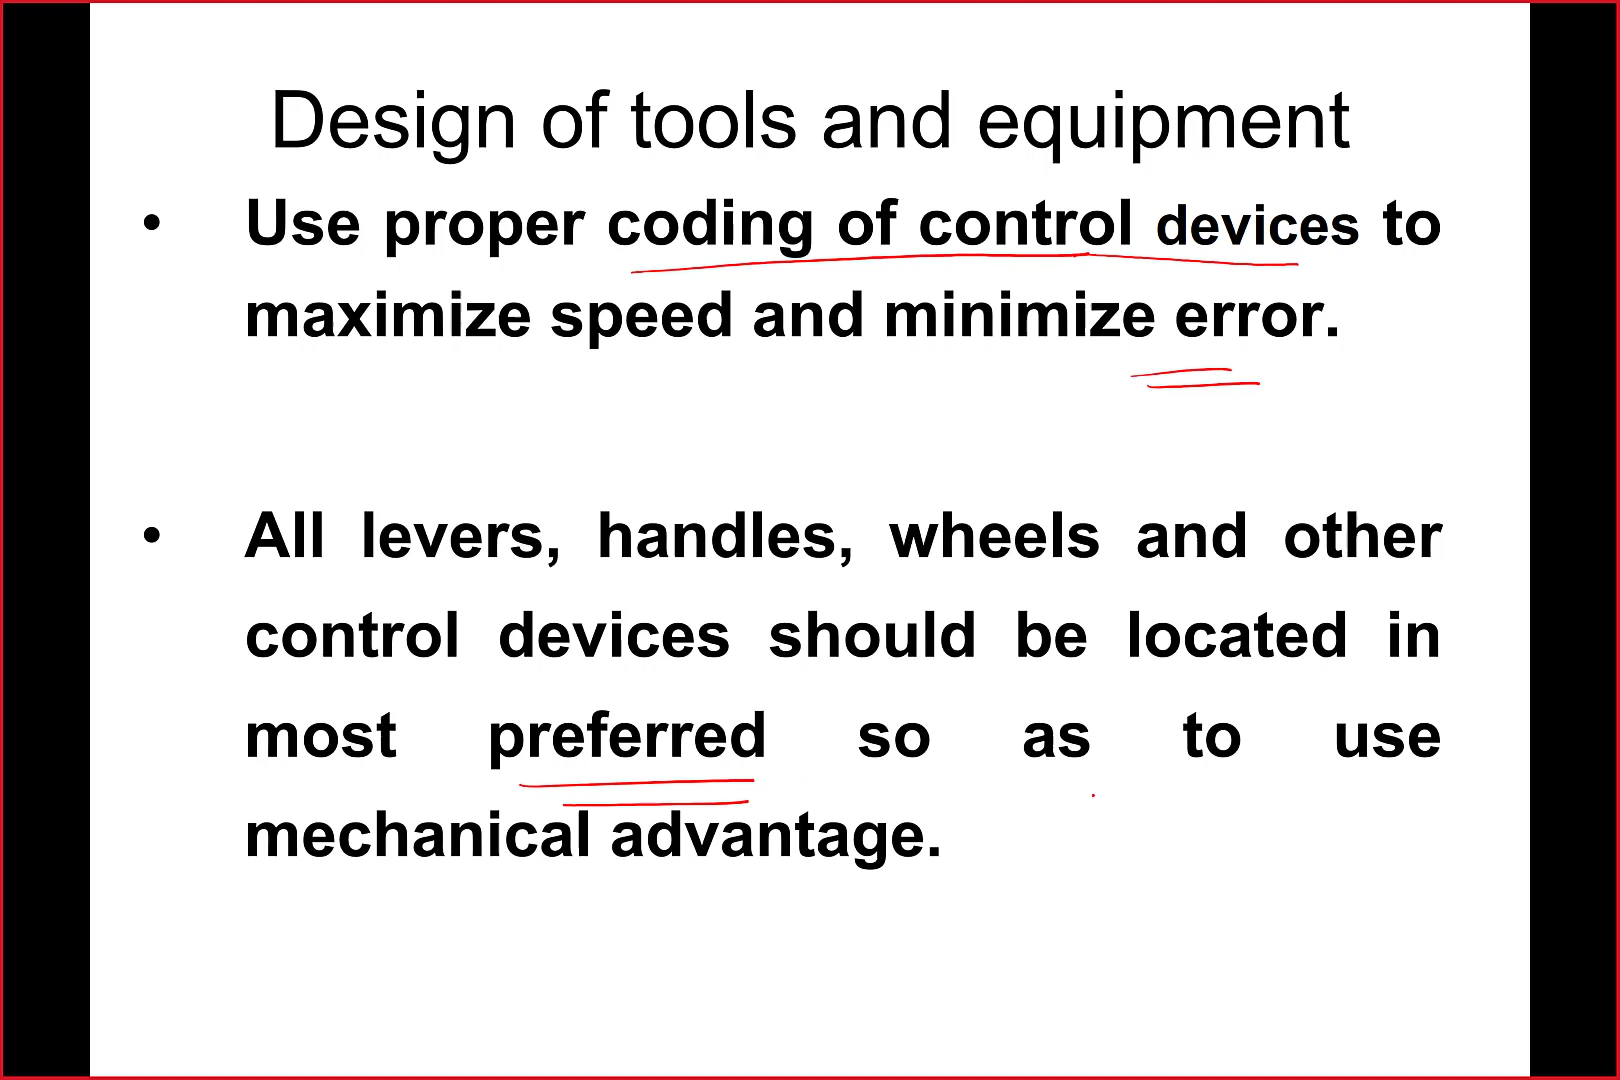 Design of tools and equipment
• Use proper coding of control devices to
maximize speed and minimize error.
• All levers, handles, wheels and other
control devices should be located in
most preferred so as to use
mechanical advantage.